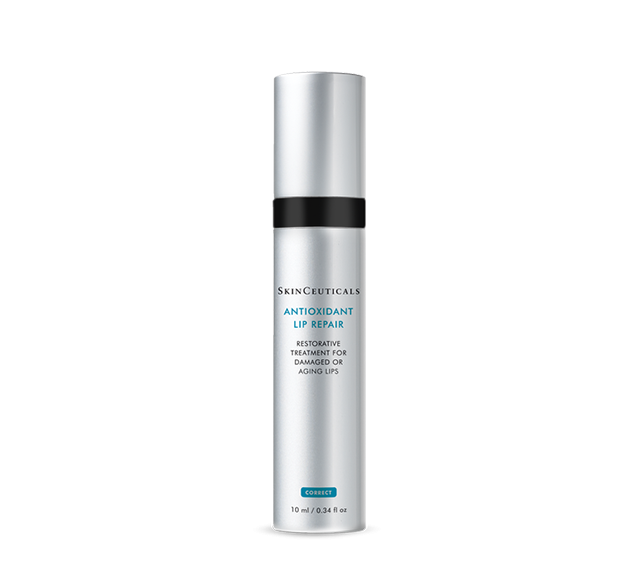 SKINCEUTICALS
ANTIOXIDANT
LIP REPAIR
RESTORATIVE
TREATMENT FOR
DAMAGED OR
AGING LIPS
CORRECT
10 ml / 0.34 fl oz